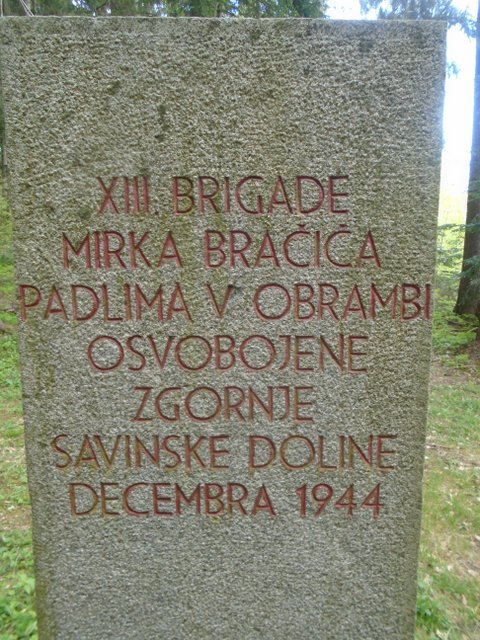 XIII. BRIGADE
MIRKA BRAČIČA
PADLIMA V OBRAMBI
OSVOBOJENE
ZGORNJE
SAVINSKE DOLINE
DECEMBRA 1944